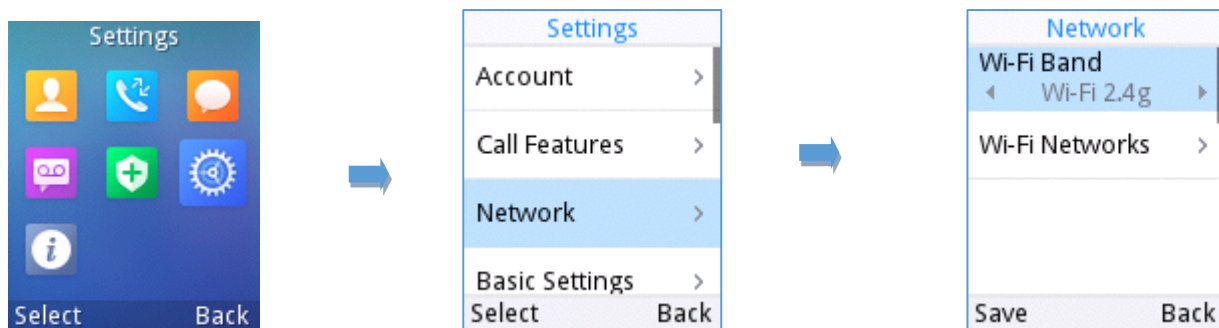 Settings
Select Back
Settings
Account
Call Features
Network
Basic Settings
Select Back
Network
Wi-Fi Band
Wi-Fi 2.4g
Wi-Fi Networks
Save Back